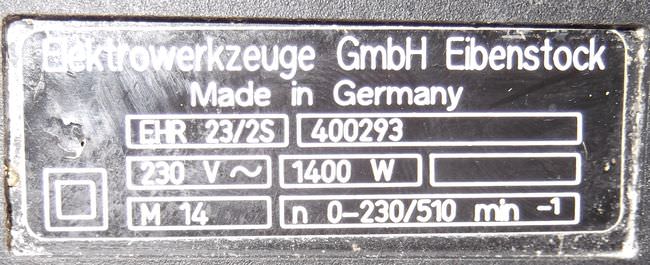 Elektrowerkzeuge GmbH Eibenstock
Made in Germany
EHR 23/2S 400293
230 V ~ 1400 W
M 14 n 0-230/510 min -1